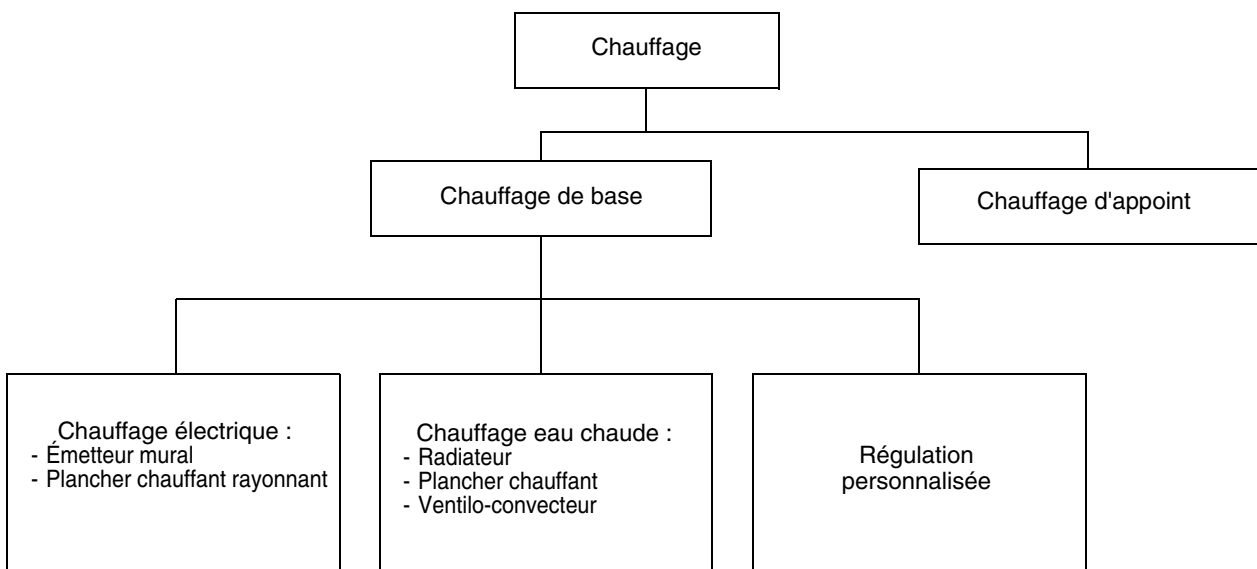 Chauffage
Chauffage de base
Chauffage d'appoint
Chauffage électrique :
- Émetteur mural
- Plancher chauffant rayonnant
Chauffage eau chaude :
- Radiateur
- Plancher chauffant
- Ventilo-convecteur
Régulation
personnalisée